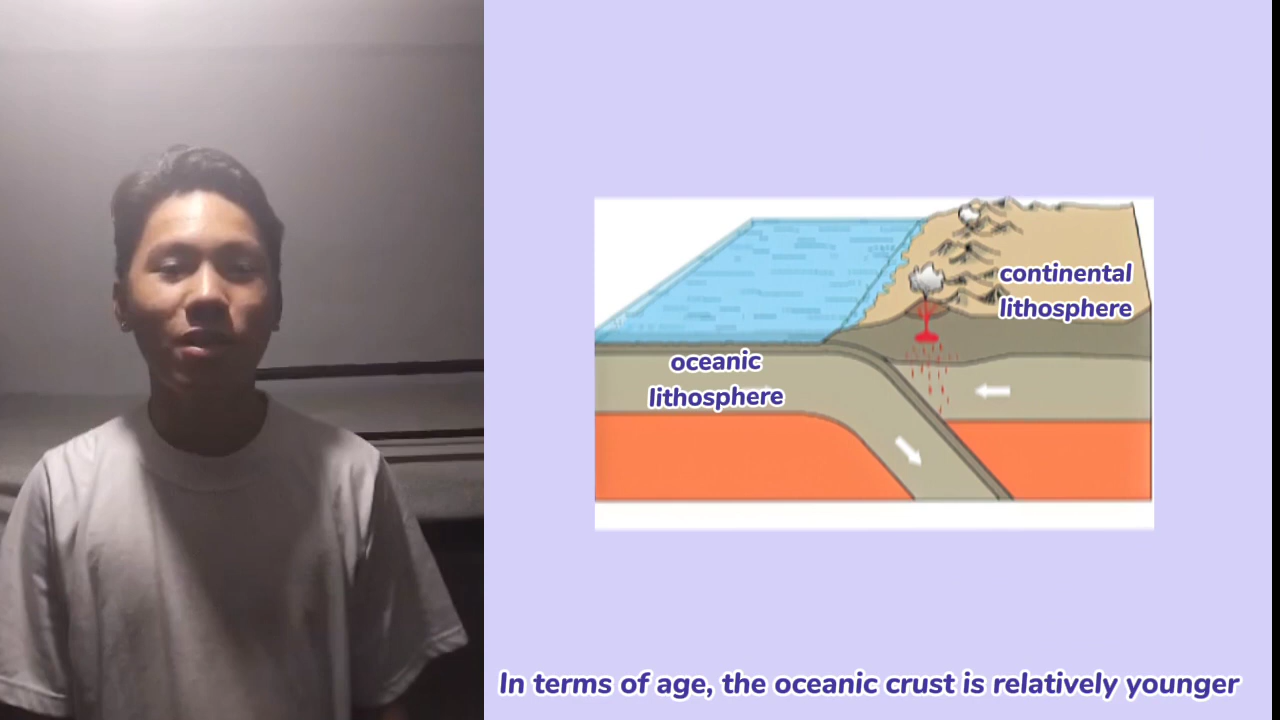 continental
lithosphere
oceanic
lithosphere
In terms of age, the oceanic crust is relatively younger